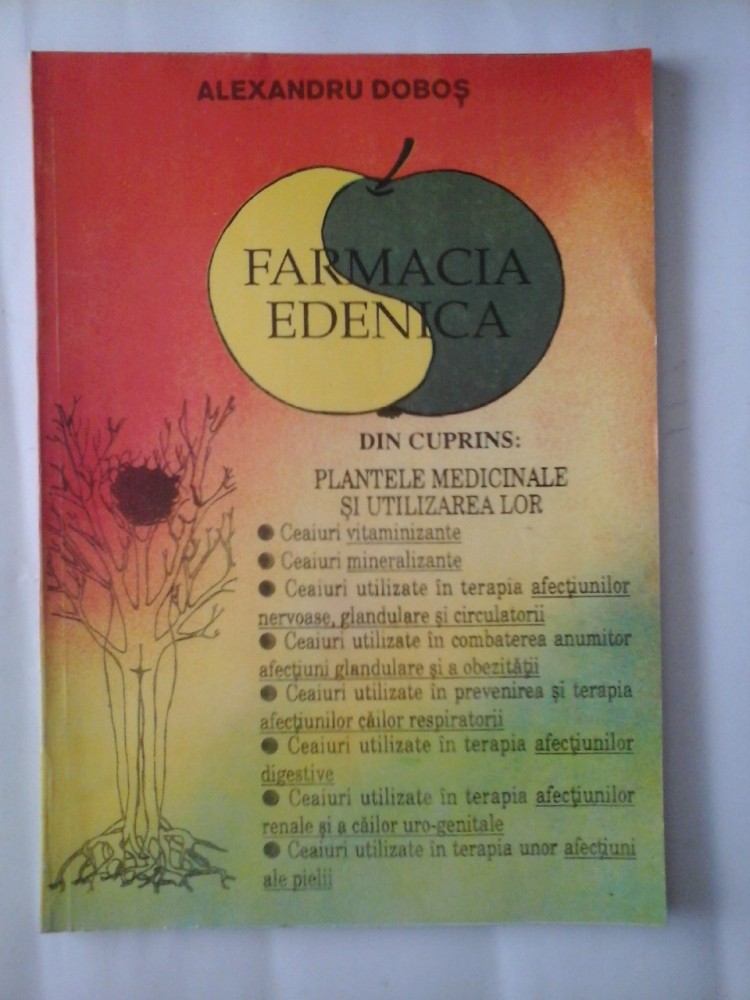 ALEXANDRU DOBOȘ
FARMACIA
EDENICA
DIN CUPRINS:
PLANTELE MEDICINALE
ȘI UTILIZAREA LOR
● Ceaiuri vitaminizante
● Ceaiuri mineralizante
● Ceaiuri utilizate în terapia afecțiunilor
nervoase, glandulare și circulatorii
● Ceaiuri utilizate în combaterea anumitor
afecțiuni glandulare și a obezității
● Ceaiuri utilizate în prevenirea și terapia
afecțiunilor căilor respiratorii
● Ceaiuri utilizate în terapia afecțiunilor
digestive
● Ceaiuri utilizate în terapia afecțiunilor
renale și a căilor uro-genitale
● Ceaiuri utilizate în terapia unor afecțiuni
ale pielii